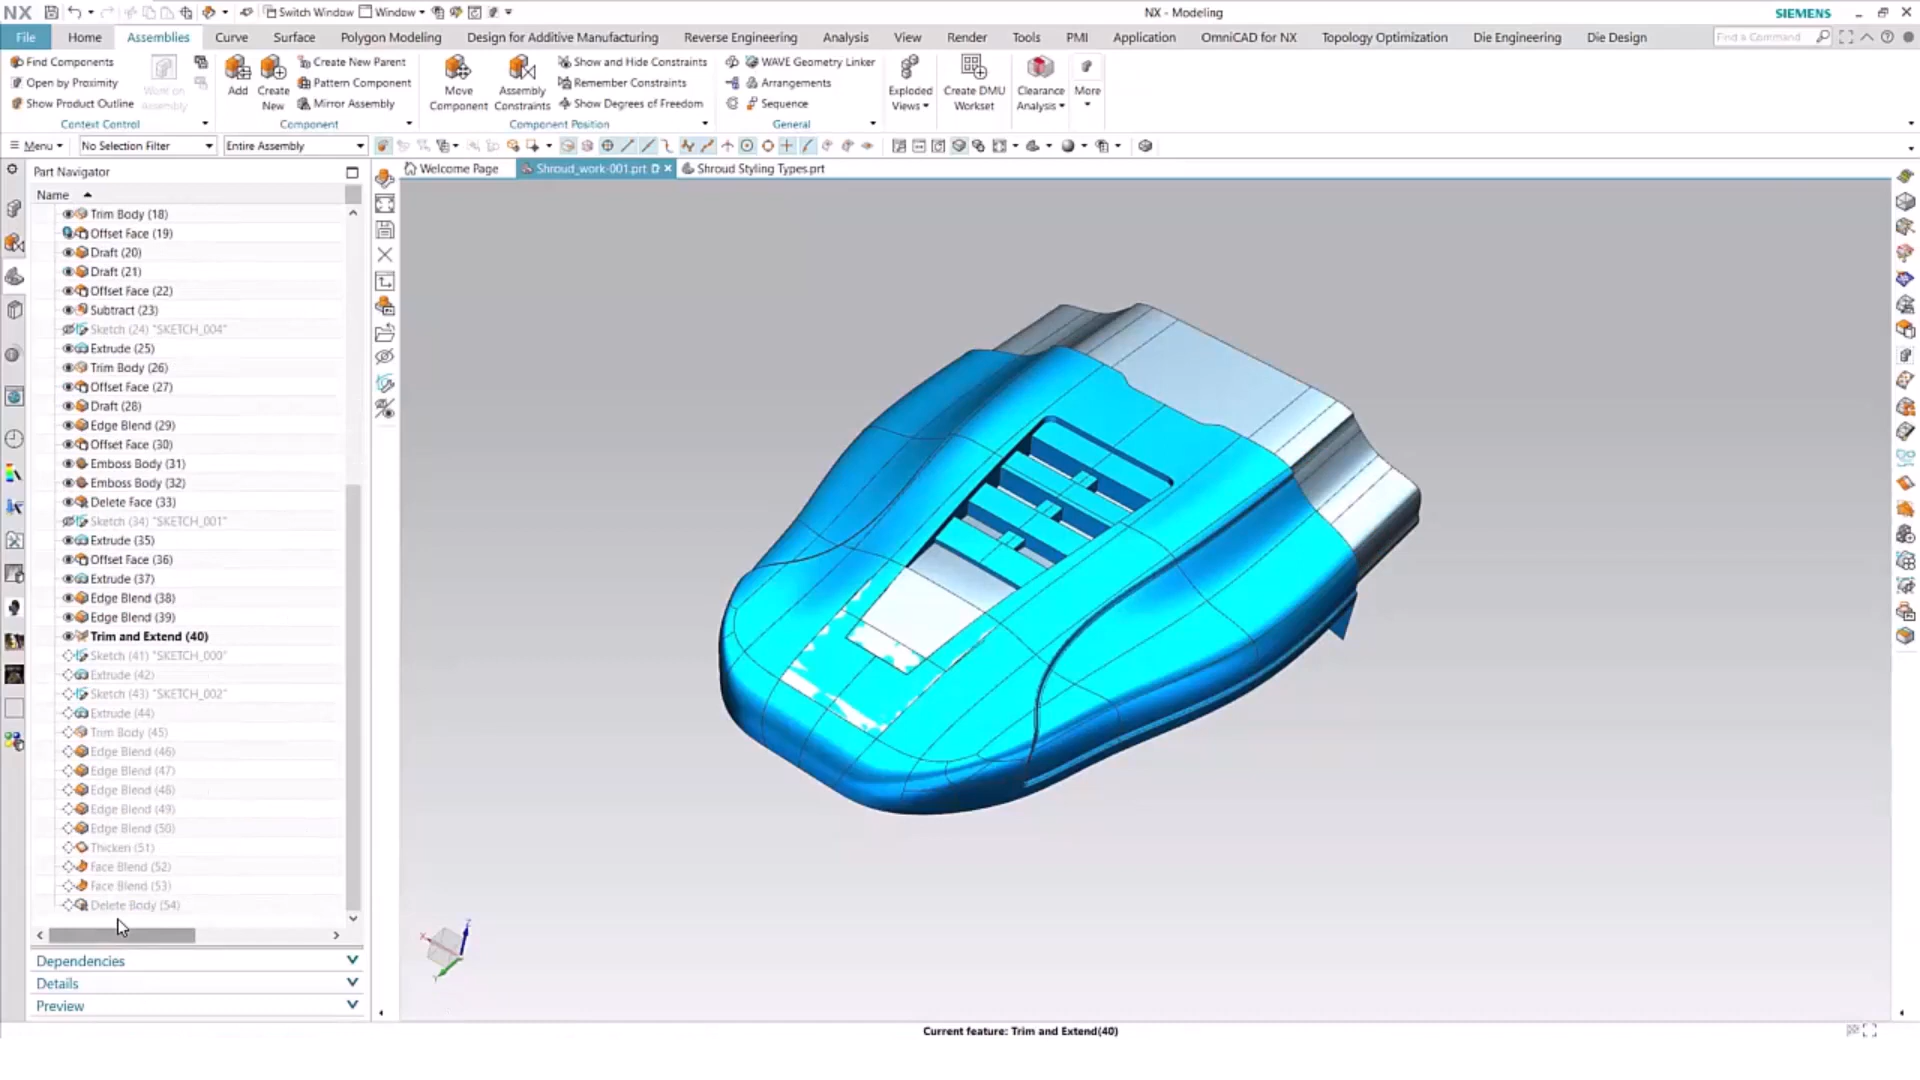 NX Switch Window Window NX - Modeling SIEMENS
File Home Assemblies Curve Surface Polygon Modeling Design for Additive Manufacturing Reverse Engineering Analysis View Render Tools PMI Application OmniCAD for NX Topology Optimization Die Engineering Die Design Find a Command
Find Components
Open by Proximity
Show Product Outline
Work on Assembly
Context Control
Add
Create New
Create New Parent
Pattern Component
Mirror Assembly
Component
Move Component
Assembly Constraints
Show and Hide Constraints
Remember Constraints
Show Degrees of Freedom
Component Position
WAVE Geometry Linker
Arrangements
Sequence
General
Exploded Views
Create DMU Workset
Clearance Analysis
More
Menu No Selection Filter Entire Assembly
Part Navigator
Welcome Page Shroud_work-001.prt Shroud Styling Types.prt
Name
Trim Body (18)
Offset Face (19)
Draft (20)
Draft (21)
Offset Face (22)
Subtract (23)
Sketch (24) "SKETCH_004"
Extrude (25)
Trim Body (26)
Offset Face (27)
Draft (28)
Edge Blend (29)
Offset Face (30)
Emboss Body (31)
Emboss Body (32)
Delete Face (33)
Sketch (34) "SKETCH_001"
Extrude (35)
Offset Face (36)
Extrude (37)
Edge Blend (38)
Edge Blend (39)
Trim and Extend (40)
Sketch (41) "SKETCH_000"
Extrude (42)
Sketch (43) "SKETCH_002"
Extrude (44)
Trim Body (45)
Edge Blend (46)
Edge Blend (47)
Edge Blend (48)
Edge Blend (49)
Edge Blend (50)
Thicken (51)
Face Blend (52)
Face Blend (53)
Delete Body (54)
Dependencies
Details
Preview
X
Y
Z
Current feature: Trim and Extend(40)